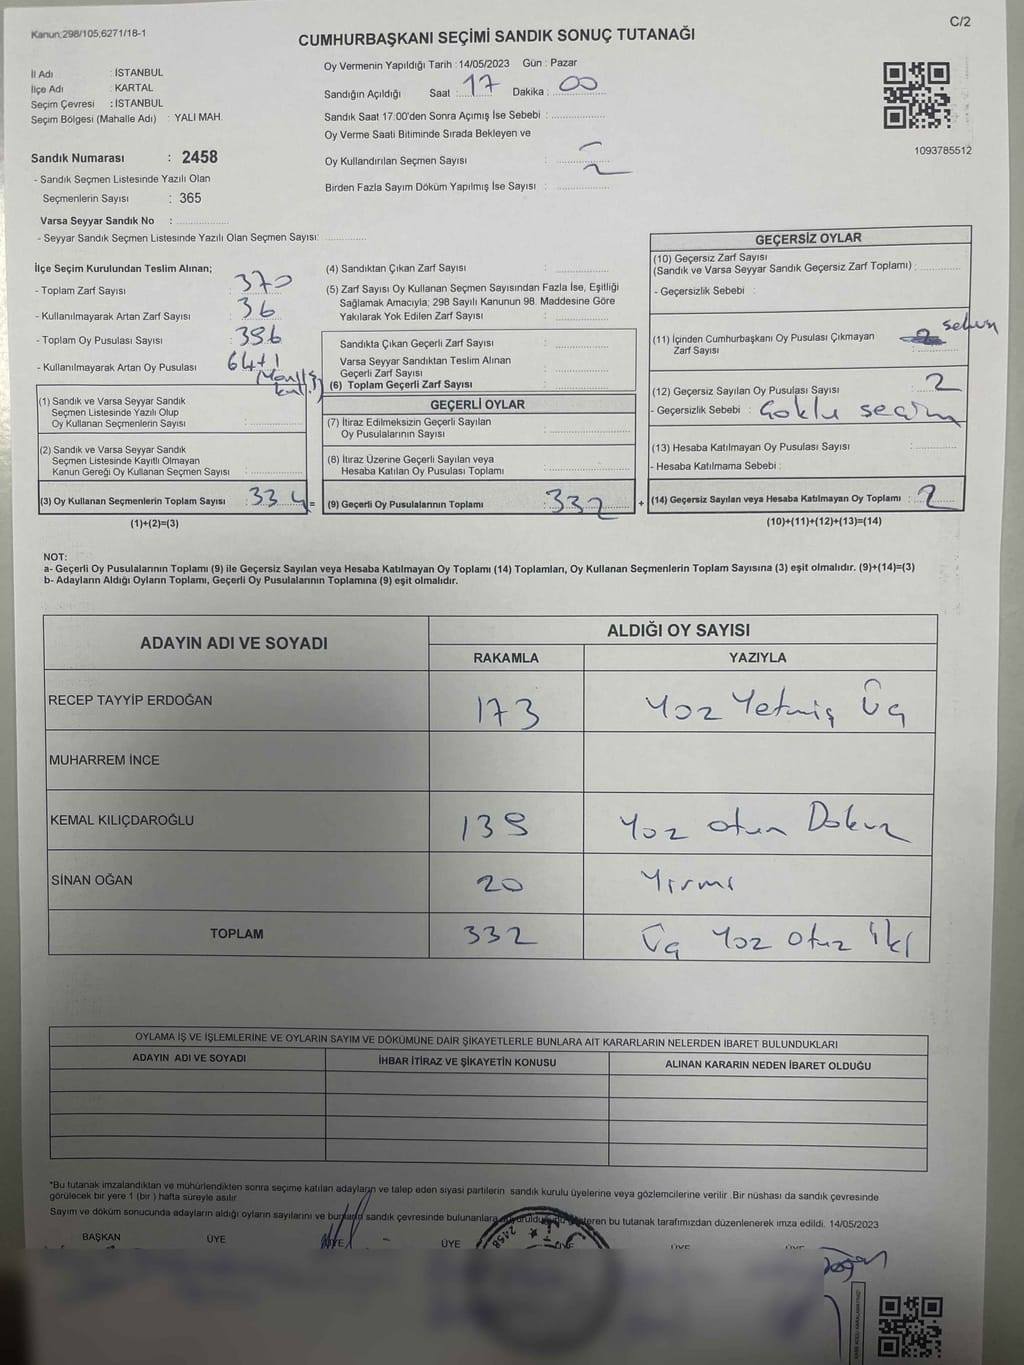 Kanun;298/105,6271/18-1
C/2
CUMHURBAŞKANI SEÇİMİ SANDIK SONUÇ TUTANAĞI
İl Adı : İSTANBUL
İlçe Adı : KARTAL
Seçim Çevresi : İSTANBUL
Seçim Bölgesi (Mahalle Adı) : YALI MAH.
Oy Vermenin Yapıldığı Tarih : 14/05/2023 Gün : Pazar
Sandığın Açıldığı Saat : 17 Dakika : 00
Sandık Saat 17:00'den Sonra Açımış İse Sebebi :
Oy Verme Saati Bitiminde Sırada Bekleyen ve
Oy Kullandırılan Seçmen Sayısı :
Birden Fazla Sayım Döküm Yapılmış İse Sayısı :
1093785512
Sandık Numarası : 2458
- Sandık Seçmen Listesinde Yazılı Olan
Seçmenlerin Sayısı : 365
Varsa Seyyar Sandık No :
- Seyyar Sandık Seçmen Listesinde Yazılı Olan Seçmen Sayısı:
İlçe Seçim Kurulundan Teslim Alınan;
- Toplam Zarf Sayısı : 370
- Kullanılmayarak Artan Zarf Sayısı : 36
- Toplam Oy Pusulası Sayısı : 396
- Kullanılmayarak Artan Oy Pusulası : 64+1
(1) Sandık ve Varsa Seyyar Sandık
Seçmen Listesinde Yazılı Olup
Oy Kullanan Seçmenlerin Sayısı :
(2) Sandık ve Varsa Seyyar Sandık
Seçmen Listesinde Kayıtlı Olmayan
Kanun Gereği Oy Kullanan Seçmen Sayısı :
(3) Oy Kullanan Seçmenlerin Toplam Sayısı : 334 =
(1)+(2)=(3)
(4) Sandıktan Çıkan Zarf Sayısı :
(5) Zarf Sayısı Oy Kullanan Seçmen Sayısından Fazla İse, Eşitliği
Sağlamak Amacıyla; 298 Sayılı Kanunun 98. Maddesine Göre
Yakılarak Yok Edilen Zarf Sayısı :
Sandıkta Çıkan Geçerli Zarf Sayısı :
Varsa Seyyar Sandıktan Teslim Alınan
Geçerli Zarf Sayısı :
(6) Toplam Geçerli Zarf Sayısı :
GEÇERLİ OYLAR
(7) İtiraz Edilmeksizin Geçerli Sayılan
Oy Pusulalarının Sayısı :
(8) İtiraz Üzerine Geçerli Sayılan veya
Hesaba Katılan Oy Pusulası Toplamı :
(9) Geçerli Oy Pusulalarının Toplamı : 332 +
GEÇERSİZ OYLAR
(10) Geçersiz Zarf Sayısı
(Sandık ve Varsa Seyyar Sandık Geçersiz Zarf Toplamı) :
- Geçersizlik Sebebi :
(11) İçinden Cumhurbaşkanı Oy Pusulası Çıkmayan
Zarf Sayısı :
(12) Geçersiz Sayılan Oy Pusulası Sayısı : 2
- Geçersizlik Sebebi : Çoklu seçim
(13) Hesaba Katılmayan Oy Pusulası Sayısı :
- Hesaba Katılmama Sebebi :
(14) Geçersiz Sayılan veya Hesaba Katılmayan Oy Toplamı : 2
(10)+(11)+(12)+(13)=(14)
NOT:
a- Geçerli Oy Pusulalarının Toplamı (9) ile Geçersiz Sayılan veya Hesaba Katılmayan Oy Toplamı (14) Toplamları, Oy Kullanan Seçmenlerin Toplam Sayısına (3) eşit olmalıdır. (9)+(14)=(3)
b- Adayların Aldığı Oyların Toplamı, Geçerli Oy Pusulalarının Toplamına (9) eşit olmalıdır.
ADAYIN ADI VE SOYADI
ALDIĞI OY SAYISI
RAKAMLA YAZIYLA
RECEP TAYYİP ERDOĞAN 173 Yüz Yetmiş Üç
MUHARREM İNCE
KEMAL KILIÇDAROĞLU 139 Yüz otuz Dokuz
SİNAN OĞAN 20 Yirmi
TOPLAM 332 Üç Yüz otuz iki
OYLAMA İŞ VE İŞLEMLERİNE VE OYLARIN SAYIM VE DÖKÜMÜNE DAİR ŞİKAYETLERLE BUNLARA AİT KARARLARIN NELERDEN İBARET BULUNDUKLARI
ADAYIN ADI VE SOYADI İHBAR İTİRAZ VE ŞİKAYETİN KONUSU ALINAN KARARIN NEDEN İBARET OLDUĞU
*Bu tutanak imzalandıktan ve mühürlendikten sonra seçime katılan adayların ve talep eden siyasi partilerin sandık kurulu üyelerine veya gözlemcilerine verilir .Bir nüshası da sandık çevresinde
görülecek bir yere 1 (bir ) hafta süreyle asılır.
Sayım ve döküm sonucunda adayların aldığı oyların sayılarını ve bunların sandık çevresinde bulunanlara gösteren bu tutanak tarafımızdan düzenlenerek imza edildi. 14/05/2023
BAŞKAN ÜYE ÜYE ÜYE ÜYE ÜYE